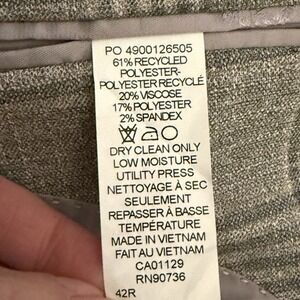 PO 4900126505
61% RECYCLED
POLYESTER-
POLYESTER RECYCLÉ
20% VISCOSE
17% POLYESTER
2% SPANDEX
DRY CLEAN ONLY
LOW MOISTURE
UTILITY PRESS
NETTOYAGE À SEC
SEULEMENT
REPASSER À BASSE
TEMPÉRATURE
MADE IN VIETNAM
FAIT AU VIETNAM
CA01129
RN90736
42R